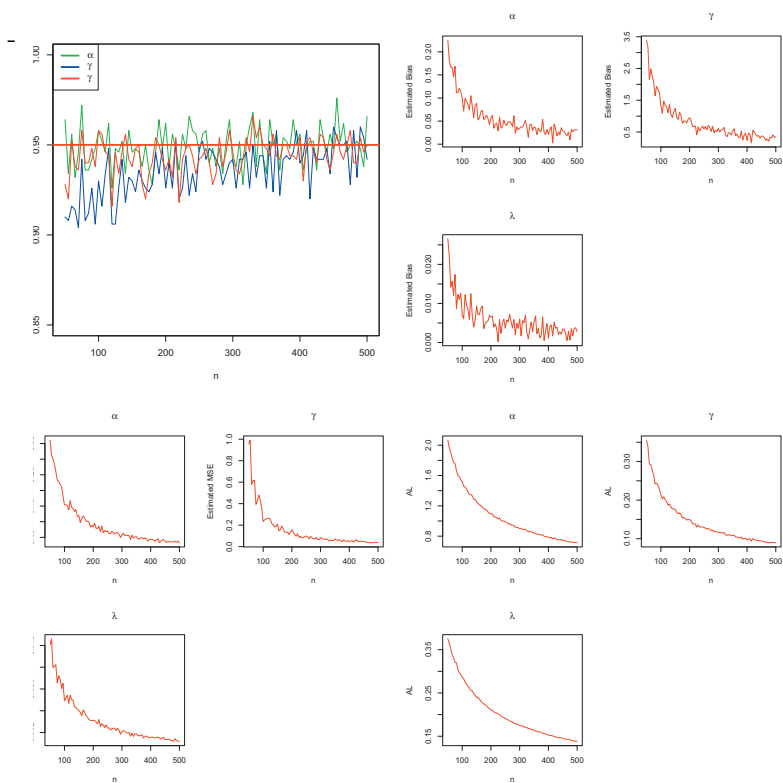 α
γ
γ
1.00
0.95
0.90
0.85
100 200 300 400 500
n
α
Estimated Bias
0.20
0.15
0.10
0.05
0.00
100 200 300 400 500
n
γ
Estimated Bias
3.5
2.5
1.5
0.5
100 200 300 400 500
n
λ
Estimated Bias
0.020
0.010
0.000
100 200 300 400 500
n
α
100 200 300 400 500
n
γ
Estimated MSE
1.0
0.8
0.6
0.4
0.2
0.0
100 200 300 400 500
n
α
AL
2.0
1.6
1.2
0.8
100 200 300 400 500
n
γ
AL
0.30
0.20
0.10
100 200 300 400 500
n
λ
100 200 300 400 500
n
λ
AL
0.35
0.25
0.15
100 200 300 400 500
n